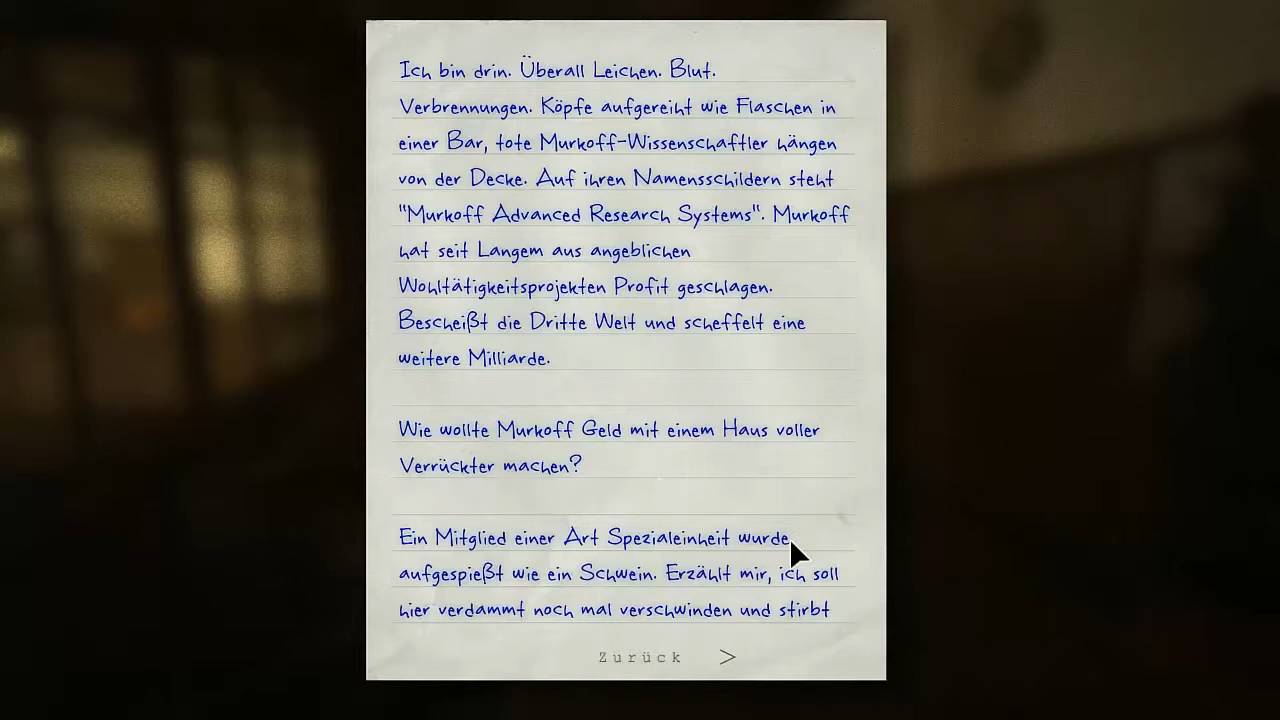 Ich bin drin. Überall Leichen. Blut.
Verbrennungen. Köpfe aufgereiht wie Flaschen in
einer Bar, tote Murkoff-Wissenschaftler hängen
von der Decke. Auf ihren Namensschildern steht
"Murkoff Advanced Research Systems". Murkoff
hat seit Langem aus angeblichen
Wohltätigkeitsprojekten Profit geschlagen.
Bescheißt die Dritte Welt und scheffelt eine
weitere Milliarde.
Wie wollte Murkoff Geld mit einem Haus voller
Verrückter machen?
Ein Mitglied einer Art Spezialeinheit wurde
aufgespießt wie ein Schwein. Erzählt mir, ich soll
hier verdammt noch mal verschwinden und stirbt
Zurück >